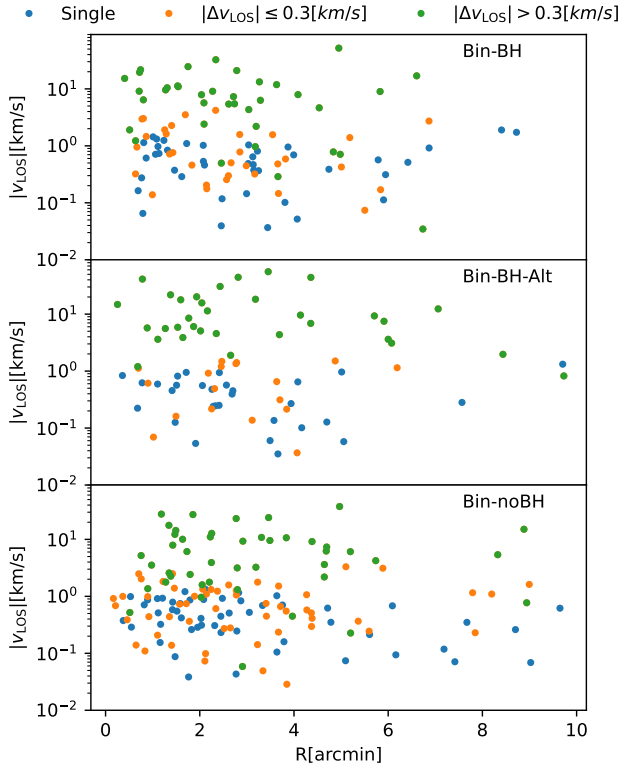 Single |Δv_LOS| ≤ 0.3[km/s] |Δv_LOS| > 0.3[km/s]
Bin-BH
10^1
10^0
10^−1
10^−2
|v_LOS|[km/s]
Bin-BH-Alt
10^1
10^0
10^−1
10^−2
|v_LOS|[km/s]
Bin-noBH
10^1
10^0
10^−1
10^−2
|v_LOS|[km/s]
0 2 4 6 8 10
R[arcmin]